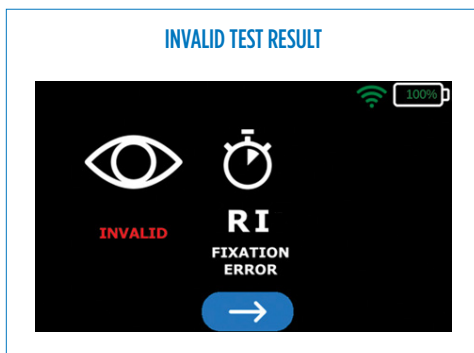 INVALID TEST RESULT
100%
INVALID
RI
FIXATION
ERROR